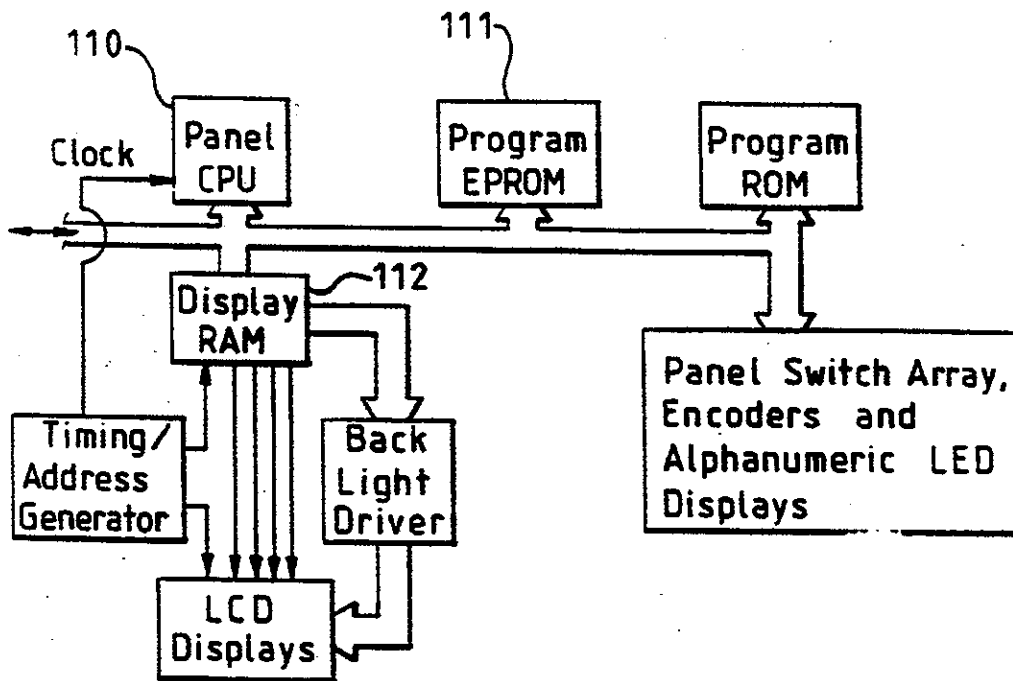 110
111
Clock
Panel
CPU
Program
EPROM
Program
ROM
112
Display
RAM
Timing/
Address
Generator
Back
Light
Driver
Panel Switch Array,
Encoders and
Alphanumeric LED
Displays
LCD
Displays